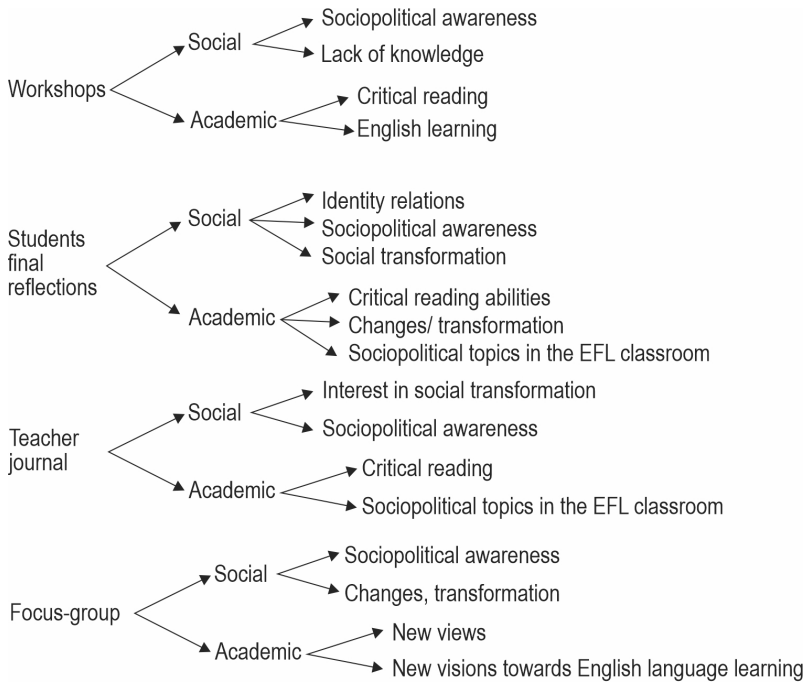 Workshops
Social
Sociopolitical awareness
Lack of knowledge
Academic
Critical reading
English learning
Students
final
reflections
Social
Identity relations
Sociopolitical awareness
Social transformation
Academic
Critical reading abilities
Changes/ transformation
Sociopolitical topics in the EFL classroom
Teacher
journal
Social
Interest in social transformation
Sociopolitical awareness
Academic
Critical reading
Sociopolitical topics in the EFL classroom
Focus-group
Social
Sociopolitical awareness
Changes, transformation
Academic
New views
New visions towards English language learning